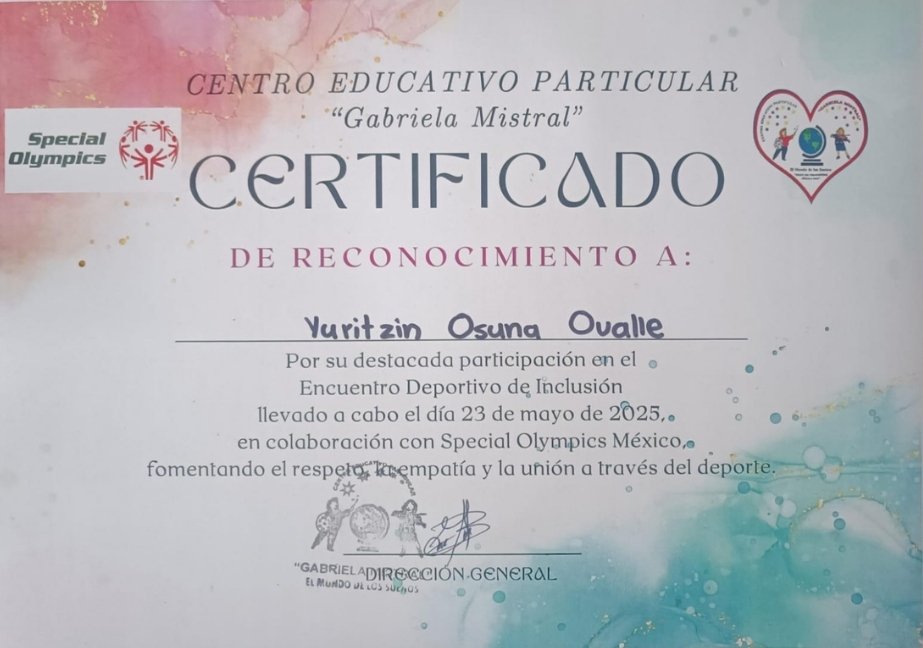 CENTRO EDUCATIVO PARTICULAR
"Gabriela Mistral"
Special
Olympics
CERTIFICADO
DE RECONOCIMIENTO A:
Yuritzin Osuna Ovalle
Por su destacada participación en el
Encuentro Deportivo de Inclusión
llevado a cabo el día 23 de mayo de 2025,
en colaboración con Special Olympics México,
fomentando el respeto, la empatía y la unión a través del deporte.
"GABRIELA
EL MUNDO DE LOS SUEÑOS
DIRECCIÓN GENERAL